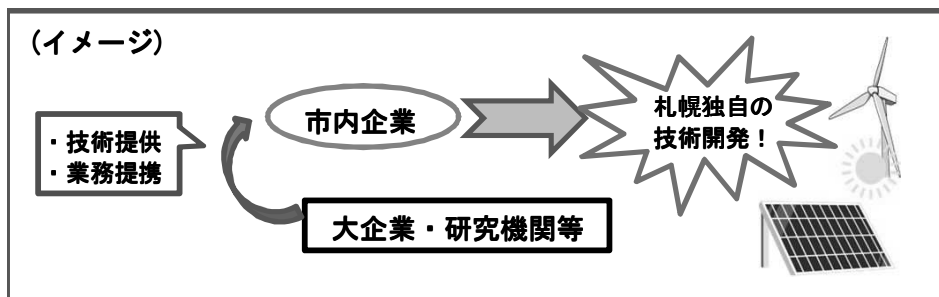 （イメージ）
市内企業
札幌独自の
技術開発！
・技術提供
・業務提携
大企業・研究機関等